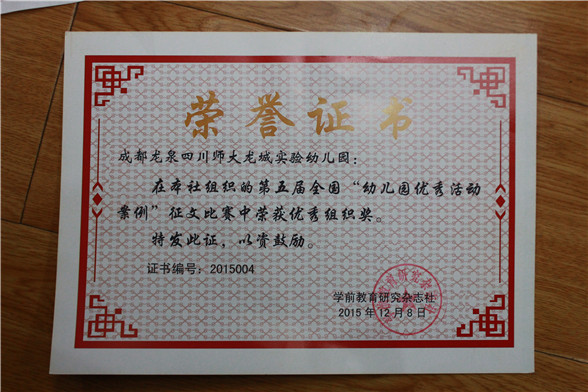 荣誉证书
成都龙泉四川师大龙城实验幼儿园：
在本社组织的第五届全国“幼儿园优秀活动
案例”征文比赛中荣获优秀组织奖。
特发此证，以资鼓励。
证书编号：2015004
学前教育研究杂志社
2015年12月8日